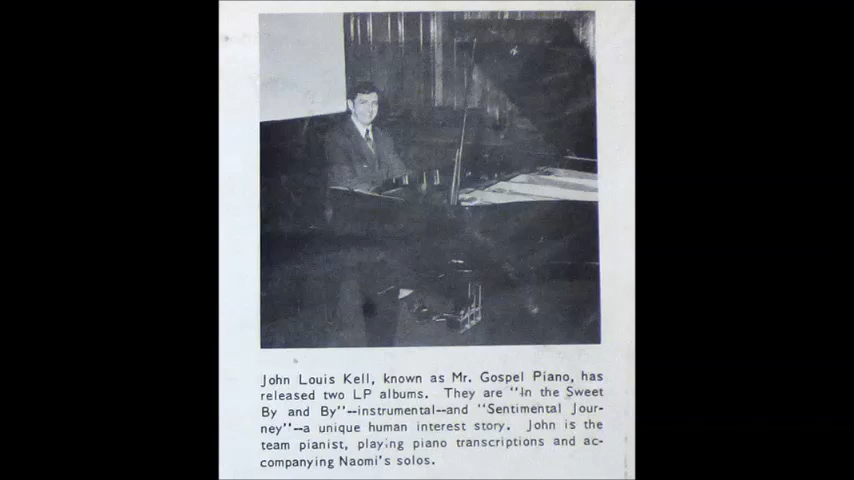 John Louis Kell, known as Mr. Gospel Piano, has
released two LP albums. They are "In the Sweet
By and By"--instrumental--and "Sentimental Jour-
ney"--a unique human interest story. John is the
team pianist, playing piano transcriptions and ac-
companying Naomi's solos.